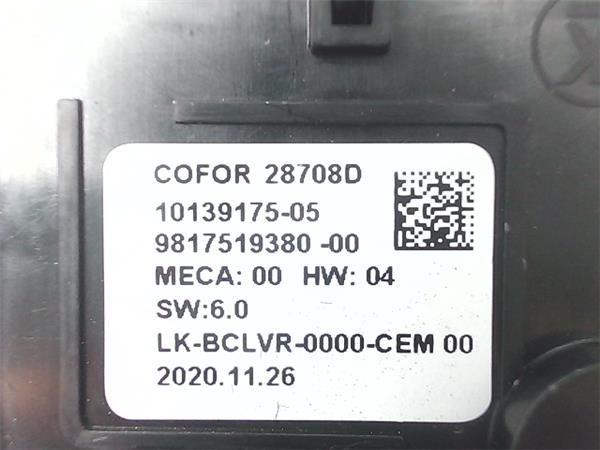 COFOR 28708D
10139175-05
9817519380 -00
MECA: 00 HW: 04
SW:6.0
LK-BCLVR-0000-CEM 00
2020.11.26